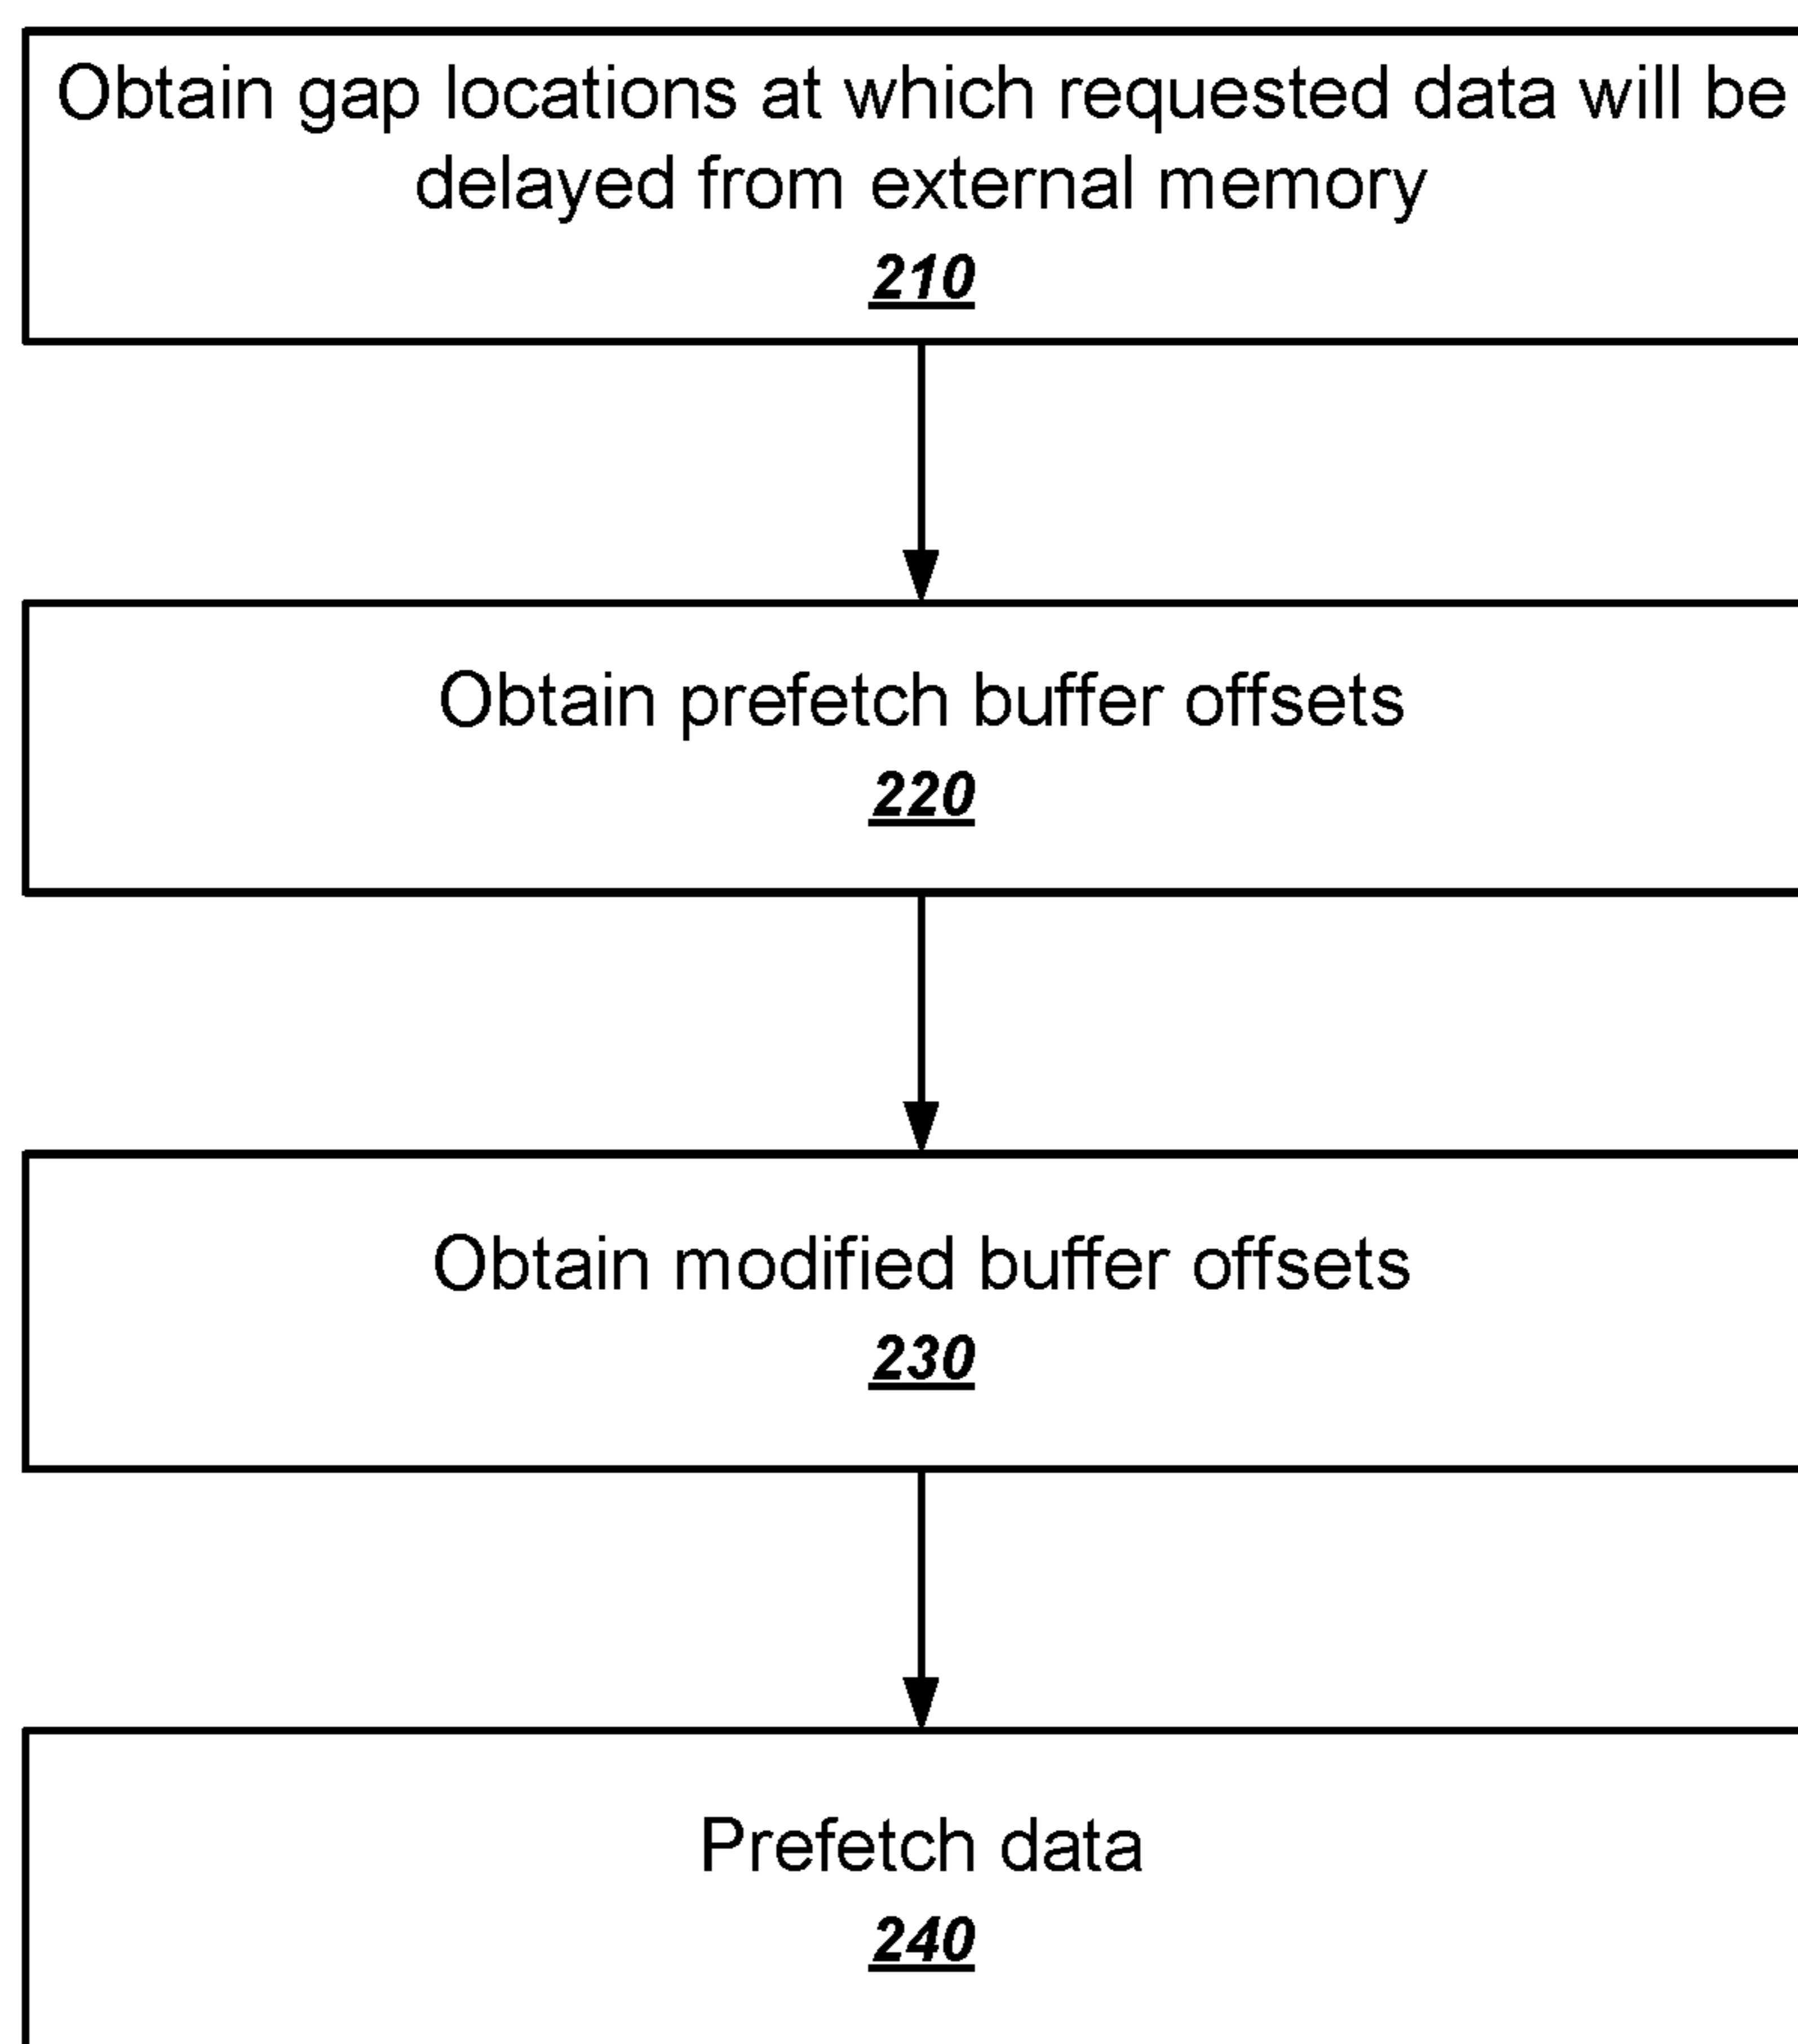 Obtain gap locations at which requested data will be
delayed from external memory
210
Obtain prefetch buffer offsets
220
Obtain modified buffer offsets
230
Prefetch data
240